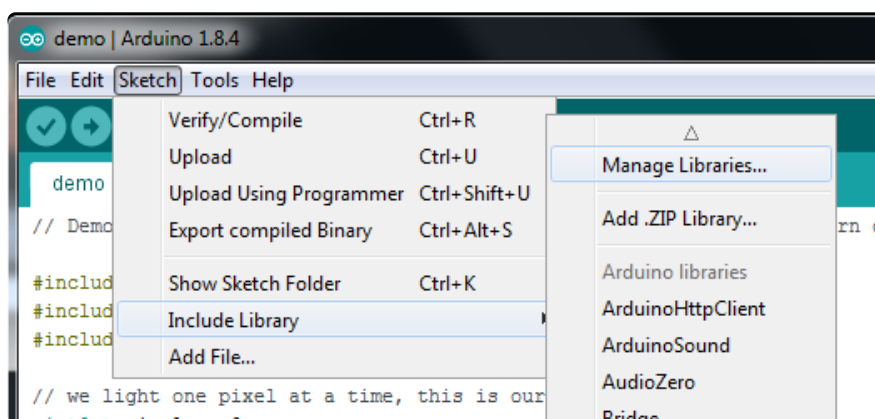 demo | Arduino 1.8.4
File Edit Sketch Tools Help
Verify/Compile Ctrl+R
Upload Ctrl+U
Upload Using Programmer Ctrl+Shift+U
Export compiled Binary Ctrl+Alt+S
Show Sketch Folder Ctrl+K
Include Library
Add File...
Manage Libraries...
Add .ZIP Library...
Arduino libraries
ArduinoHttpClient
ArduinoSound
AudioZero
Bridge
demo
// Demo
#includ
#includ
#includ
// we light one pixel at a time, this is our